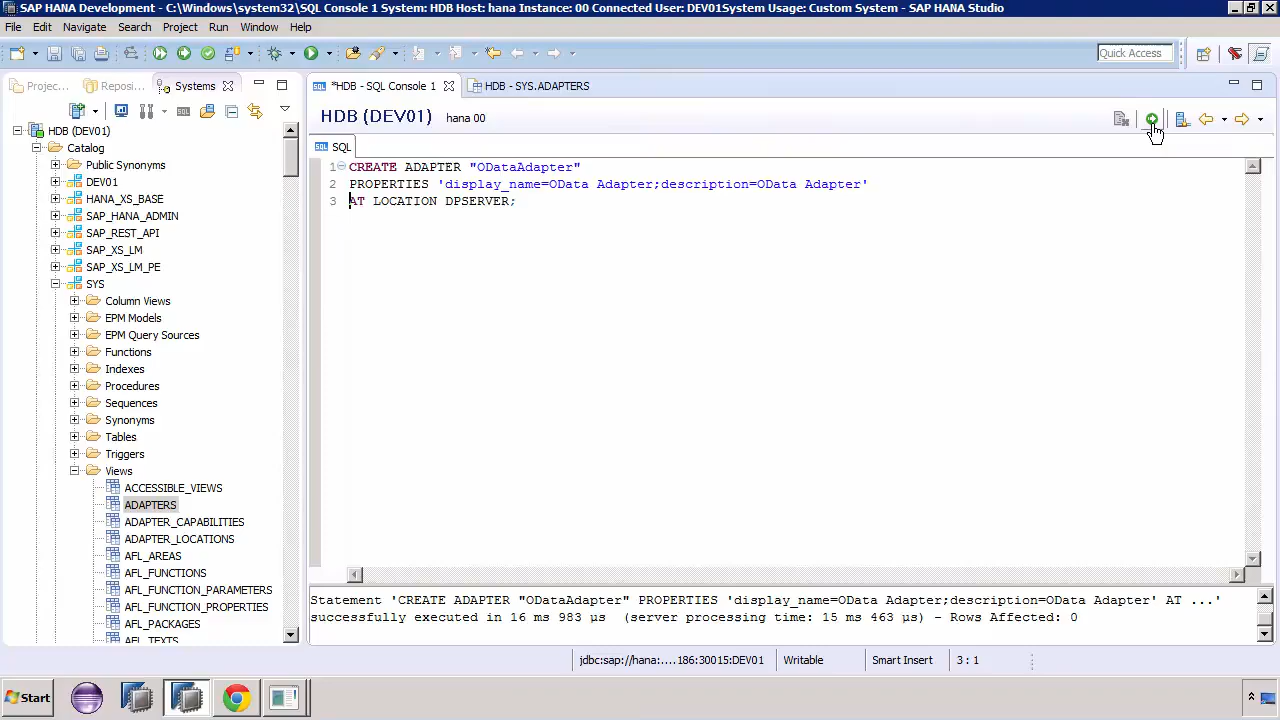 SAP HANA Development - C:\Windows\system32\SQL Console 1 System: HDB Host: hana Instance: 00 Connected User: DEV01System Usage: Custom System - SAP HANA Studio
File Edit Navigate Search Project Run Window Help
Quick Access
Projec...
Reposi...
Systems
*HDB - SQL Console 1
HDB - SYS.ADAPTERS
HDB (DEV01) hana 00
SQL
1 CREATE ADAPTER "ODataAdapter"
2 PROPERTIES 'display_name=OData Adapter;description=OData Adapter'
3 AT LOCATION DPSERVER;
HDB (DEV01)
Catalog
Public Synonyms
DEV01
HANA_XS_BASE
SAP_HANA_ADMIN
SAP_REST_API
SAP_XS_LM
SAP_XS_LM_PE
SYS
Column Views
EPM Models
EPM Query Sources
Functions
Indexes
Procedures
Sequences
Synonyms
Tables
Triggers
Views
ACCESSIBLE_VIEWS
ADAPTERS
ADAPTER_CAPABILITIES
ADAPTER_LOCATIONS
AFL_AREAS
AFL_FUNCTIONS
AFL_FUNCTION_PARAMETERS
AFL_FUNCTION_PROPERTIES
AFL_PACKAGES
AFL_TEXTS
Statement 'CREATE ADAPTER "ODataAdapter" PROPERTIES 'display_name=OData Adapter;description=OData Adapter' AT ...'
successfully executed in 16 ms 983 µs (server processing time: 15 ms 463 µs) - Rows Affected: 0
jdbc:sap://hana:....186:30015:DEV01 Writable Smart Insert 3 : 1
Start